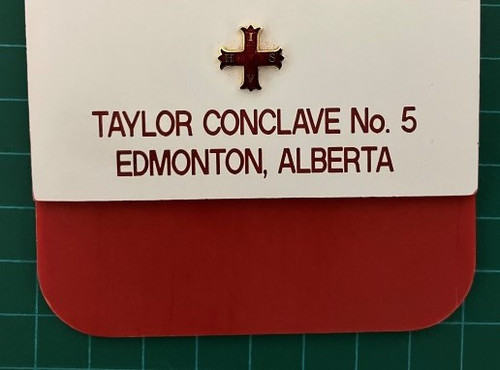 I
H S
V
TAYLOR CONCLAVE No. 5
EDMONTON, ALBERTA